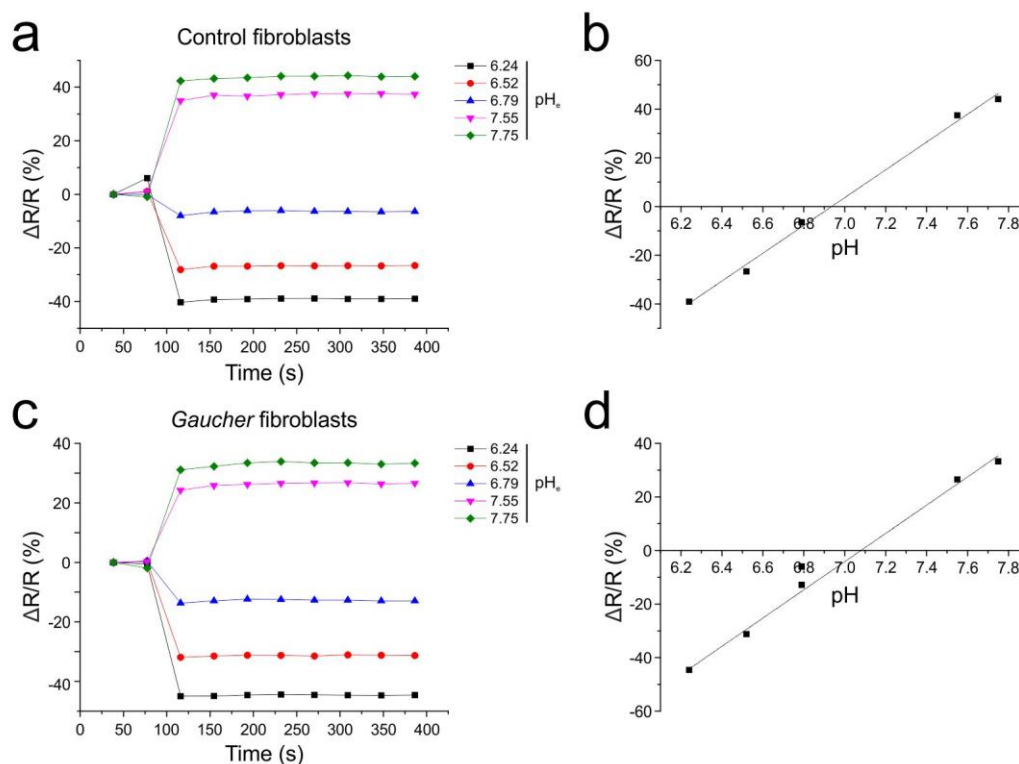 a
Control fibroblasts
ΔR/R (%)
40
20
0
-20
-40
0 50 100 150 200 250 300 350 400
Time (s)
6.24
6.52
6.79
7.55
7.75
pHe
b
ΔR/R (%)
60
40
20
0
-20
-40
6.2 6.4 6.6 6.8 7.0 7.2 7.4 7.6 7.8
pH
c
Gaucher fibroblasts
ΔR/R (%)
40
20
0
-20
-40
0 50 100 150 200 250 300 350 400
Time (s)
6.24
6.52
6.79
7.55
7.75
pHe
d
ΔR/R (%)
40
20
0
-20
-40
-60
6.2 6.4 6.6 6.8 7.0 7.2 7.4 7.6 7.8
pH